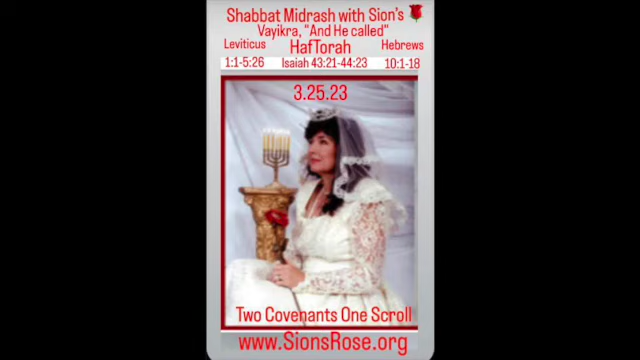 Shabbat Midrash with Sion's 🌹
Vayikra, "And He called"
Leviticus HafTorah Hebrews
1:1-5:26 Isaiah 43:21-44:23 10:1-18
3.25.23
Two Covenants One Scroll
www.SionsRose.org